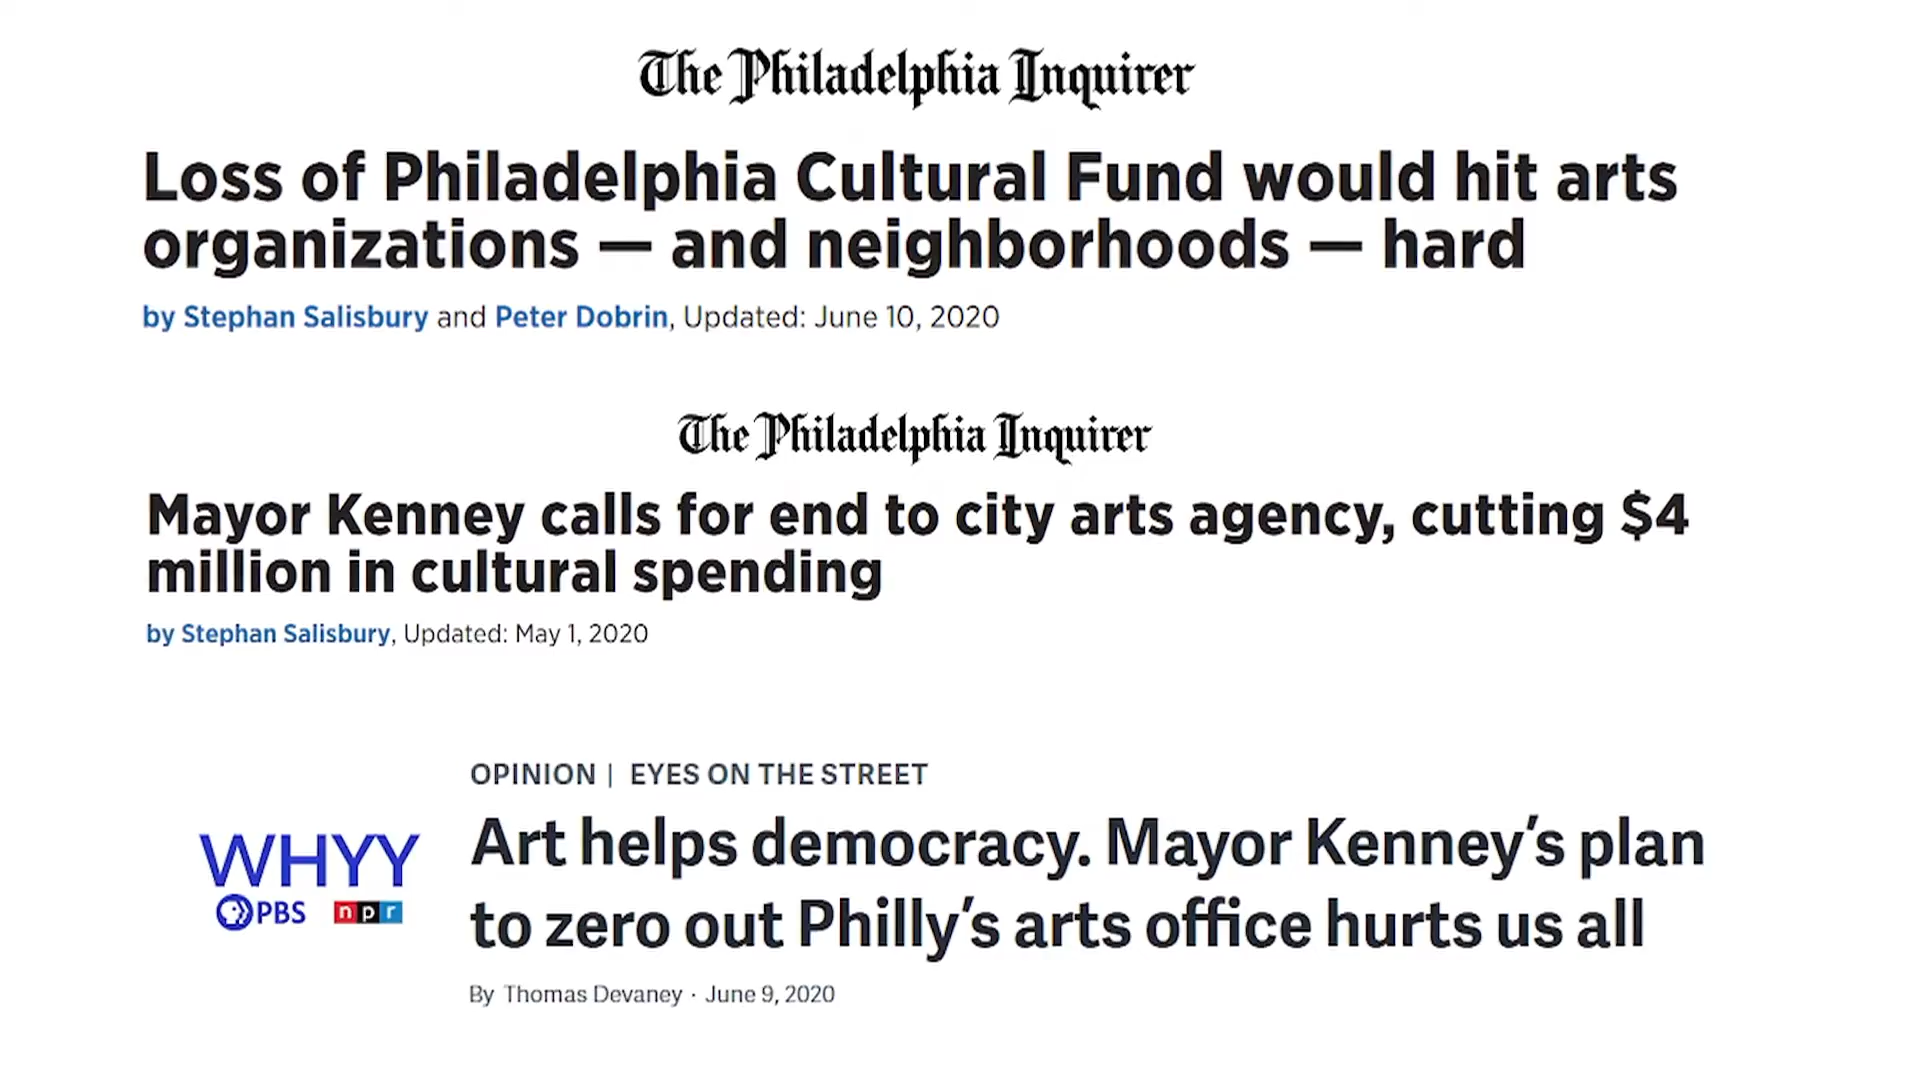 The Philadelphia Inquirer
Loss of Philadelphia Cultural Fund would hit arts
organizations — and neighborhoods — hard
by Stephan Salisbury and Peter Dobrin, Updated: June 10, 2020
The Philadelphia Inquirer
Mayor Kenney calls for end to city arts agency, cutting $4
million in cultural spending
by Stephan Salisbury, Updated: May 1, 2020
OPINION | EYES ON THE STREET
WHYY
PBS npr
Art helps democracy. Mayor Kenney’s plan
to zero out Philly’s arts office hurts us all
By Thomas Devaney · June 9, 2020